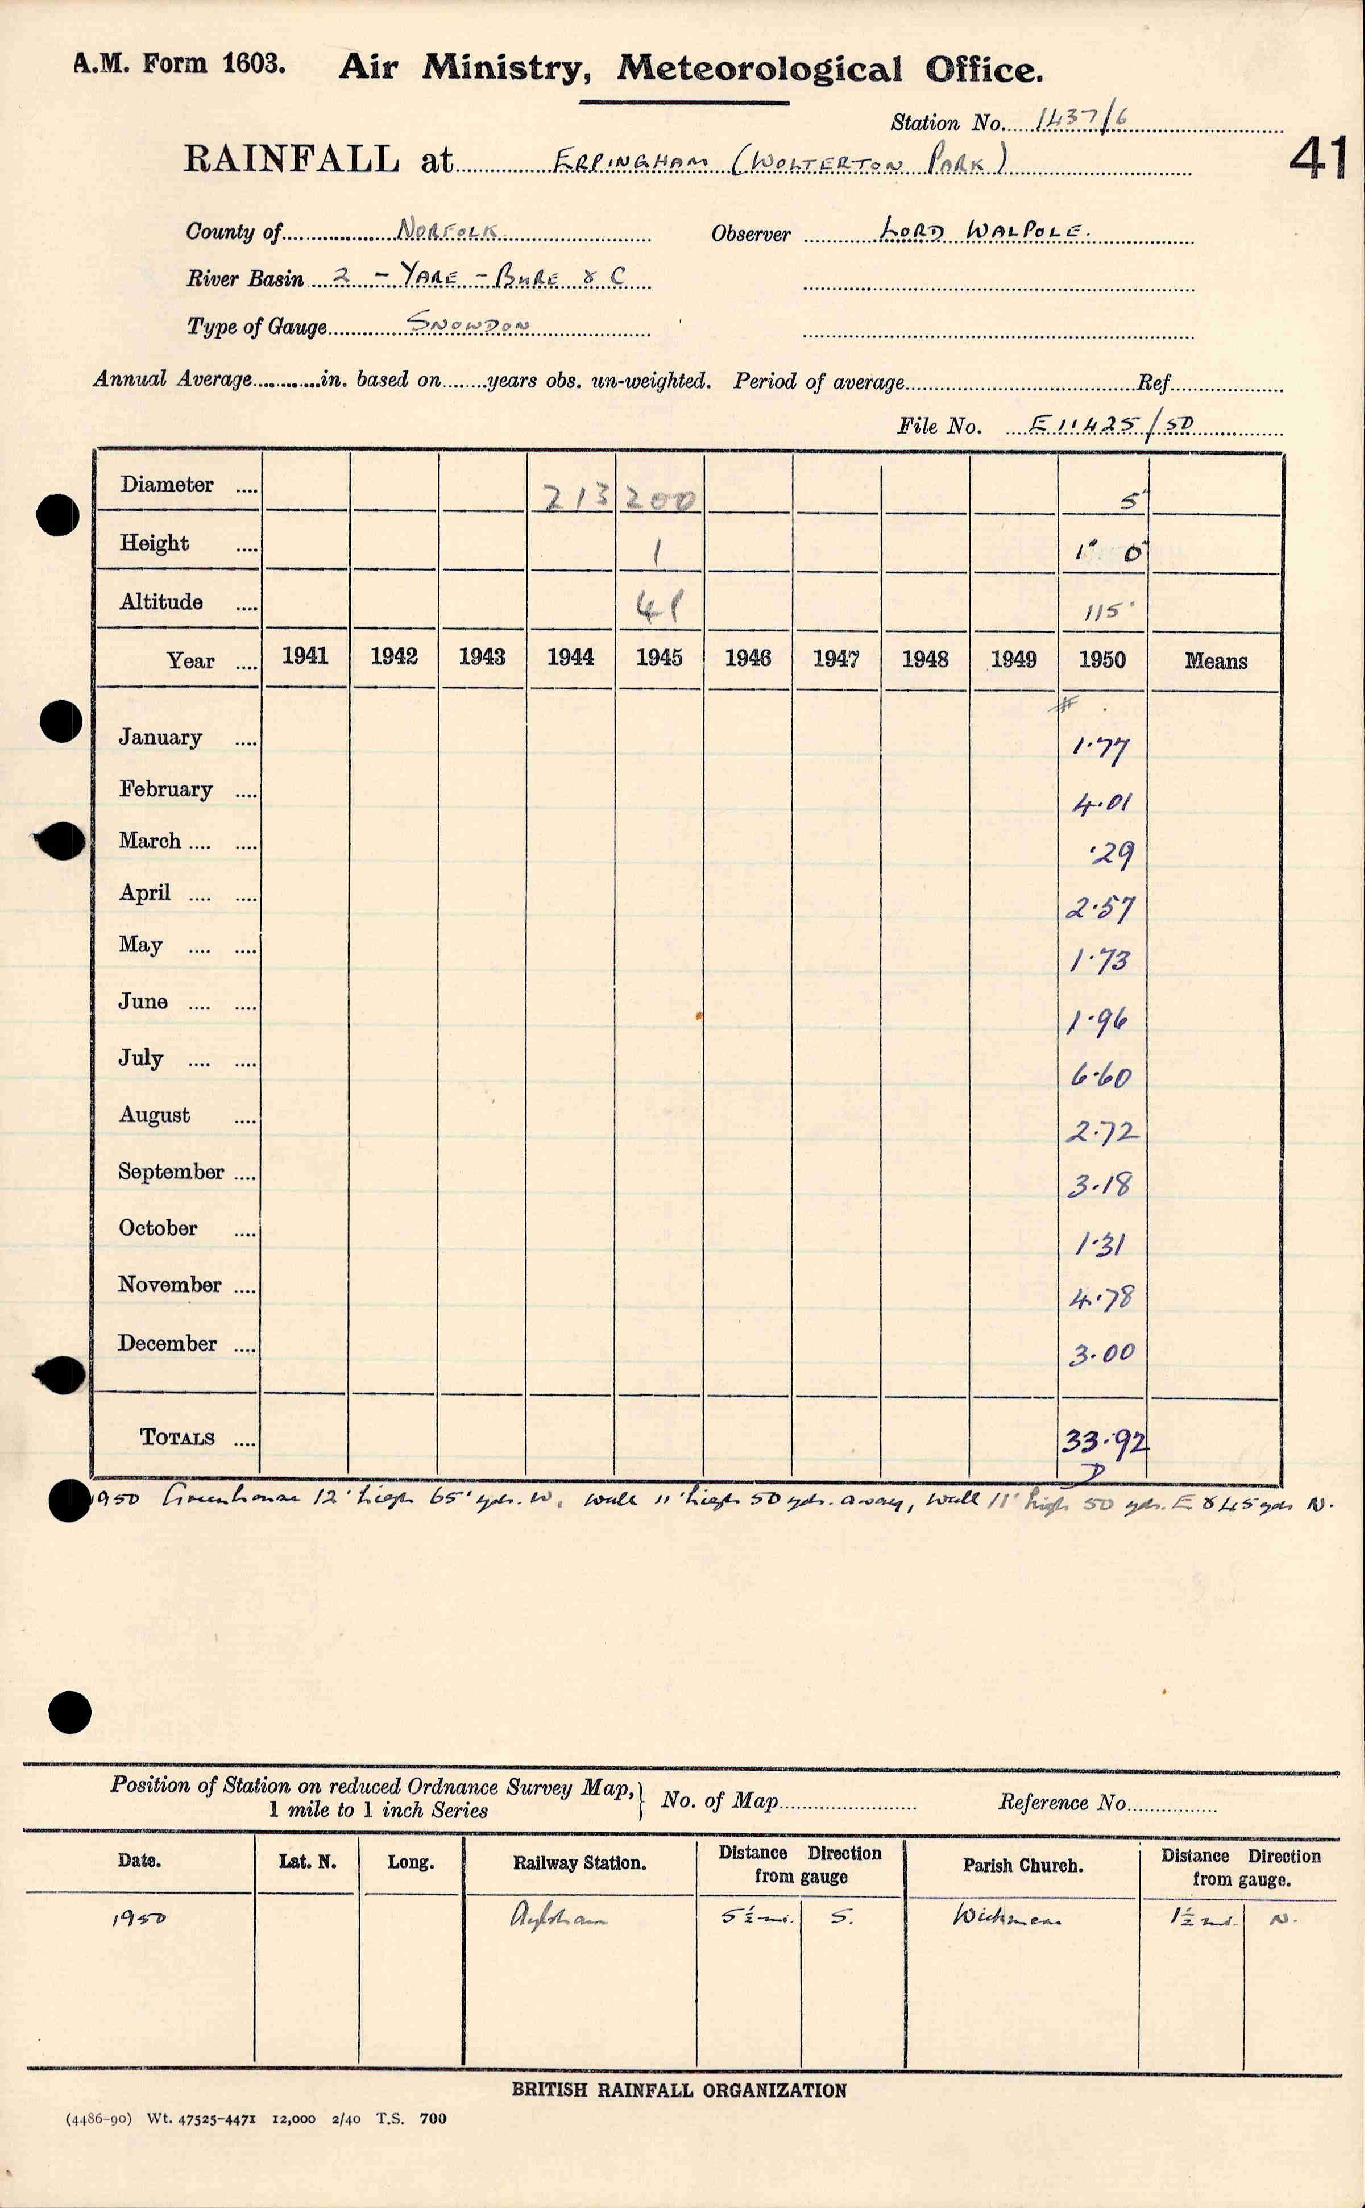 A.M. Form 1603. Air Ministry, Meteorological Office.
Station No. 1437/6
41
RAINFALL at ERPINGHAM (WOLTERTON PARK)
County of NORFOLK Observer LORD WALPOLE.
River Basin 2 - YARE - BURE & C
Type of Gauge SNOWDON
Annual Average in. based on years obs. un-weighted. Period of average Ref
File No. E 11425/50
Diameter .... 213 200 5"
Height .... 1 1' 0"
Altitude .... 41 115'
Year .... 1941 1942 1943 1944 1945 1946 1947 1948 1949 1950 Means
#
January .... 1.77
February .... 4.01
March .... .... .29
April .... .... 2.57
May .... .... 1.73
June .... .... 1.96
July .... .... 6.60
August .... 2.72
September .... 3.18
October .... 1.31
November .... 4.78
December .... 3.00
TOTALS .... 33.92
D
1950 Greenhouse 12' high 65' yds. W, wall 11' high 50 yds. away, wall 11' high 50 yds. E & 45 yds N.
Position of Station on reduced Ordnance Survey Map, } No. of Map Reference No.
1 mile to 1 inch Series
Date. Lat. N. Long. Railway Station. Distance Direction from gauge Parish Church. Distance Direction from gauge.
1950 Aylsham 5½ mi. S. Wickmere 1½ mi. N.
BRITISH RAINFALL ORGANIZATION
(4486-90) Wt. 47525-4471 12,000 2/40 T.S. 700